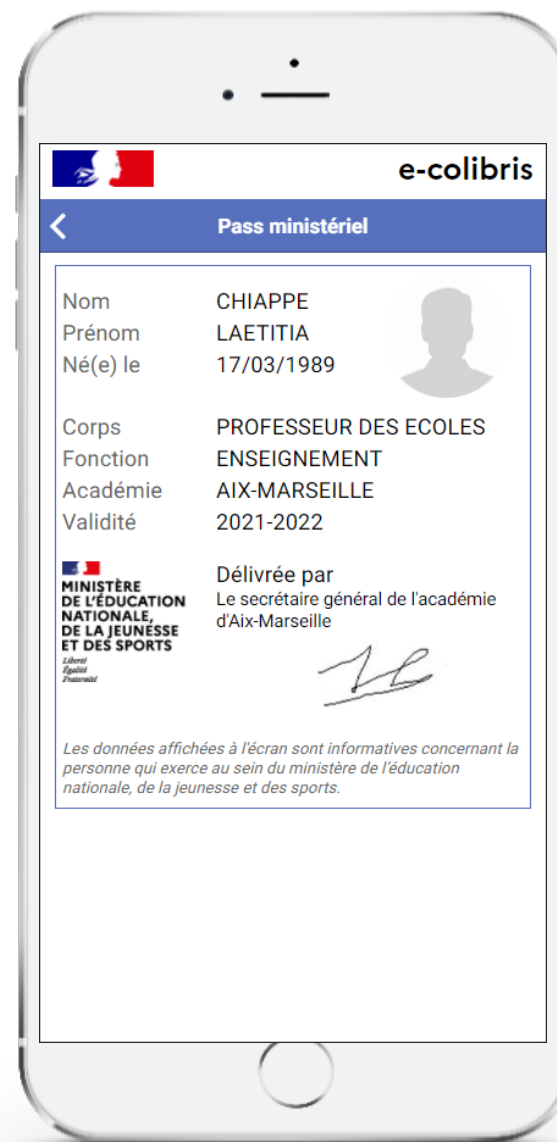 e-colibris
Pass ministériel
Nom CHIAPPE
Prénom LAETITIA
Né(e) le 17/03/1989
Corps PROFESSEUR DES ECOLES
Fonction ENSEIGNEMENT
Académie AIX-MARSEILLE
Validité 2021-2022
MINISTÈRE
DE L'ÉDUCATION
NATIONALE,
DE LA JEUNESSE
ET DES SPORTS
Liberté
Égalité
Fraternité
Délivrée par
Le secrétaire général de l'académie
d'Aix-Marseille
Les données affichées à l'écran sont informatives concernant la
personne qui exerce au sein du ministère de l'éducation
nationale, de la jeunesse et des sports.